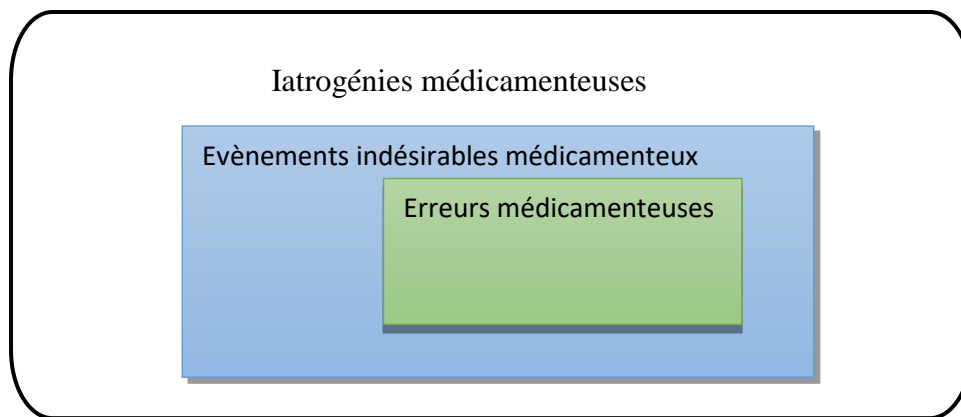 Iatrogénies médicamenteuses
Evènements indésirables médicamenteux
Erreurs médicamenteuses